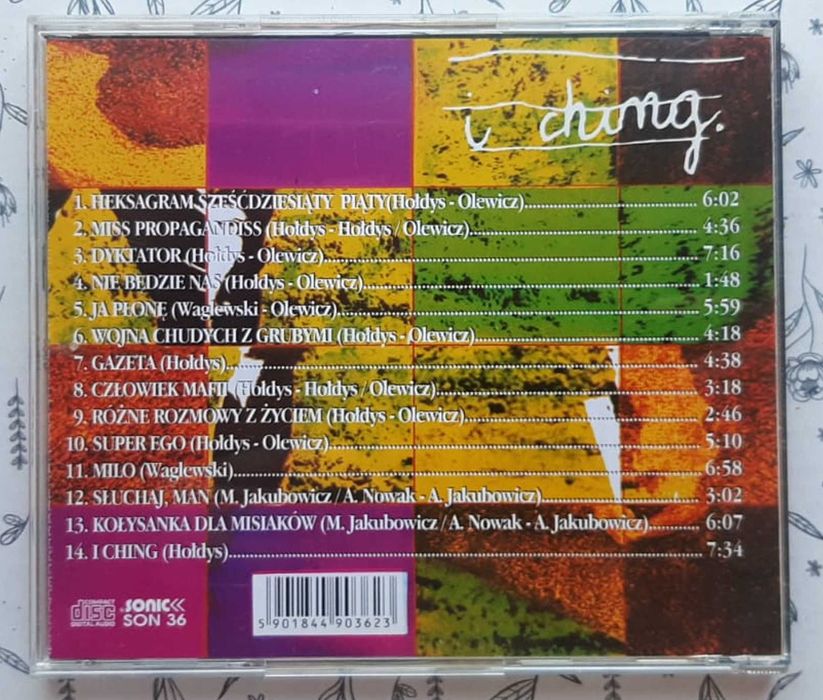 i ching.
1. HEKSAGRAM SZEŚĆDZIESIĄTY PIĄTY(Hołdys - Olewicz)........ 6:02
2. MISS PROPAGANDISS (Hołdys - Hołdys / Olewicz)........ 4:36
3. DYKTATOR (Hołdys - Olewicz)........ 7:16
4. NIE BĘDZIE NAS (Hołdys - Olewicz)........ 1:48
5. JA PŁONĘ (Waglewski - Olewicz)........ 5:59
6. WOJNA CHUDYCH Z GRUBYMI (Hołdys - Olewicz)........ 4:18
7. GAZETA (Hołdys)........ 4:38
8. CZŁOWIEK MAFII (Hołdys - Hołdys / Olewicz)........ 3:18
9. RÓŻNE ROZMOWY Z ŻYCIEM (Hołdys - Olewicz)........ 2:46
10. SUPER EGO (Hołdys - Olewicz)........ 5:10
11. MILO (Waglewski)........ 6:58
12. SŁUCHAJ, MAN (M. Jakubowicz / A. Nowak - A. Jakubowicz)........ 3:02
13. KOŁYSANKA DLA MISIAKÓW (M. Jakubowicz / A. Nowak - A. Jakubowicz)........ 6:07
14. I CHING (Hołdys)........ 7:34
COMPACT disc DIGITAL AUDIO
SONIC
SON 36
5 901844 903623